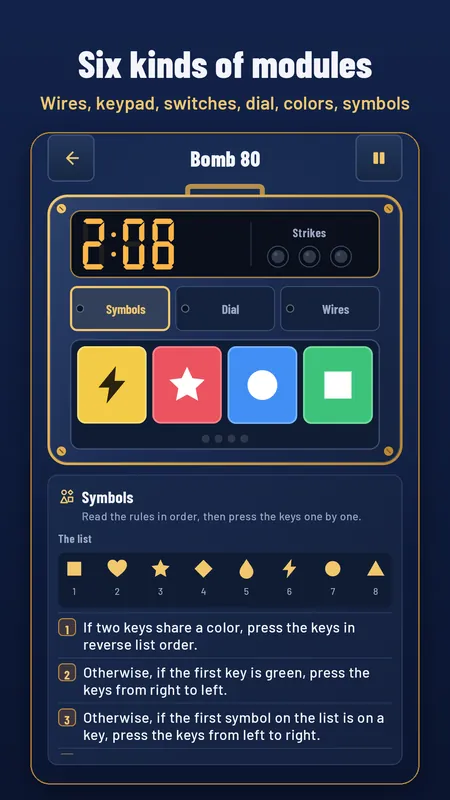 Six kinds of modules
Wires, keypad, switches, dial, colors, symbols
Bomb 80
2:08
Strikes
Symbols
Dial
Wires
Symbols
Read the rules in order, then press the keys one by one.
The list
1 2 3 4 5 6 7 8
1 If two keys share a color, press the keys in
reverse list order.
2 Otherwise, if the first key is green, press the
keys from right to left.
3 Otherwise, if the first symbol on the list is on a
key, press the keys from left to right.